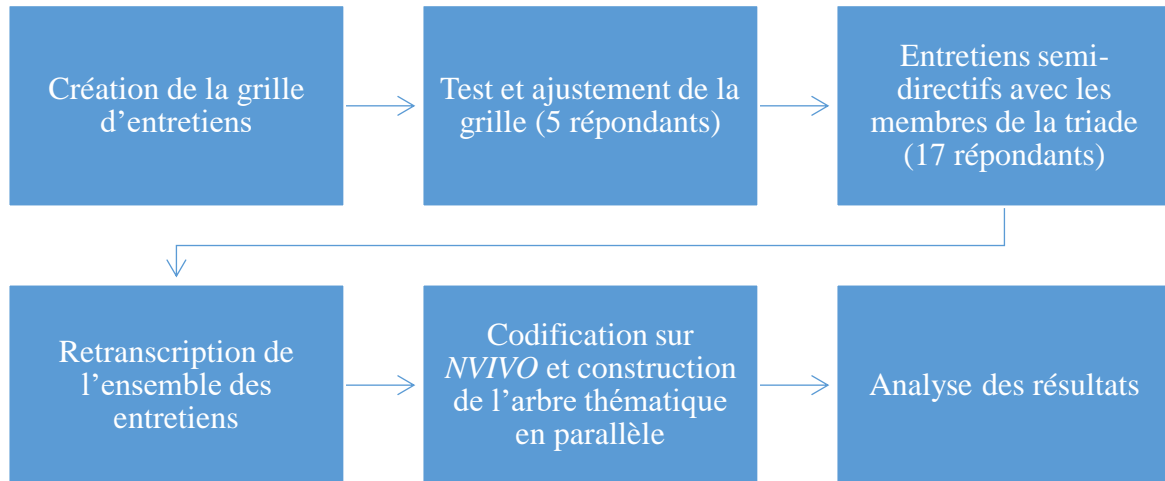 Création de la grille
d’entretiens
Test et ajustement de la
grille (5 répondants)
Entretiens semi-
directifs avec les
membres de la triade
(17 répondants)
Retranscription de
l’ensemble des
entretiens
Codification sur
NVIVO et construction
de l’arbre thématique
en parallèle
Analyse des résultats